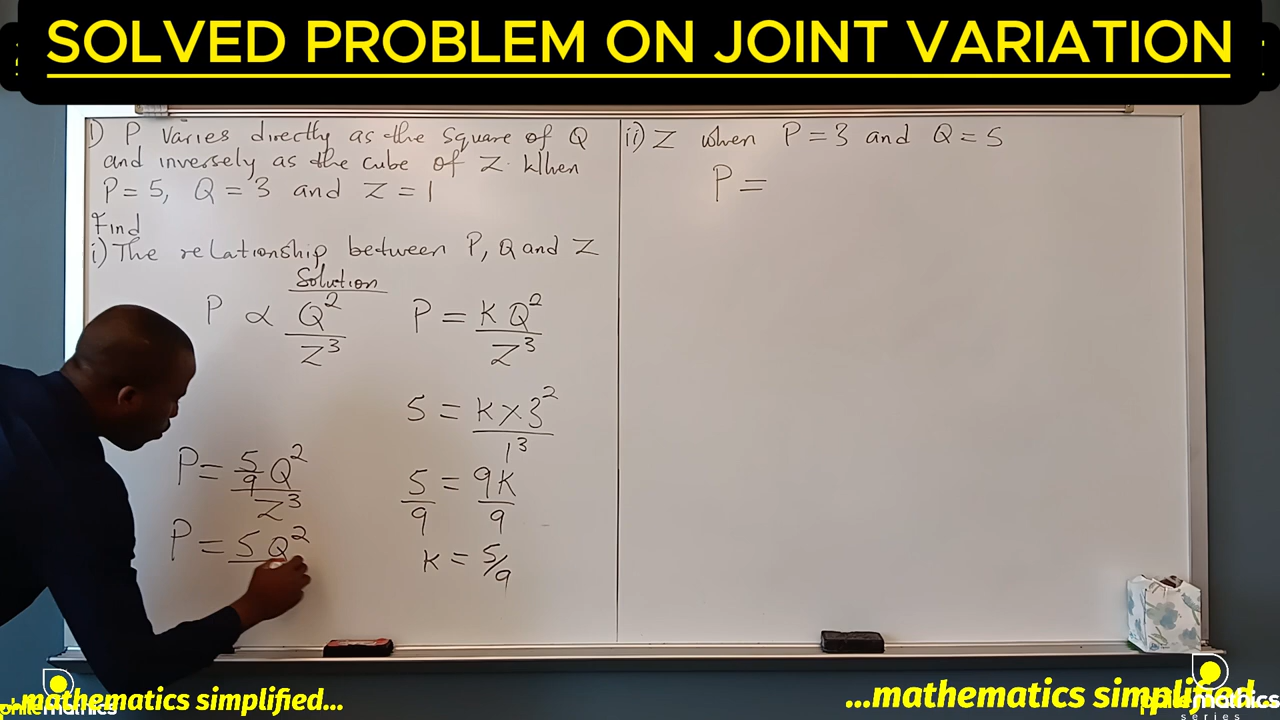 SOLVED PROBLEM ON JOINT VARIATION
1) P varies directly as the square of Q
and inversely as the cube of Z. When
P = 5, Q = 3 and Z = 1
Find
i) The relationship between P, Q and Z
Solution
P ∝ Q²/Z³
P = KQ²/Z³
5 = K × 3²/1³
5/9 = 9K/9
K = 5/9
P = 5/9 Q²/Z³
P = 5Q²
ii) Z when P = 3 and Q = 5
P =
...mathematics simplified...
...mathematics simplified...
series